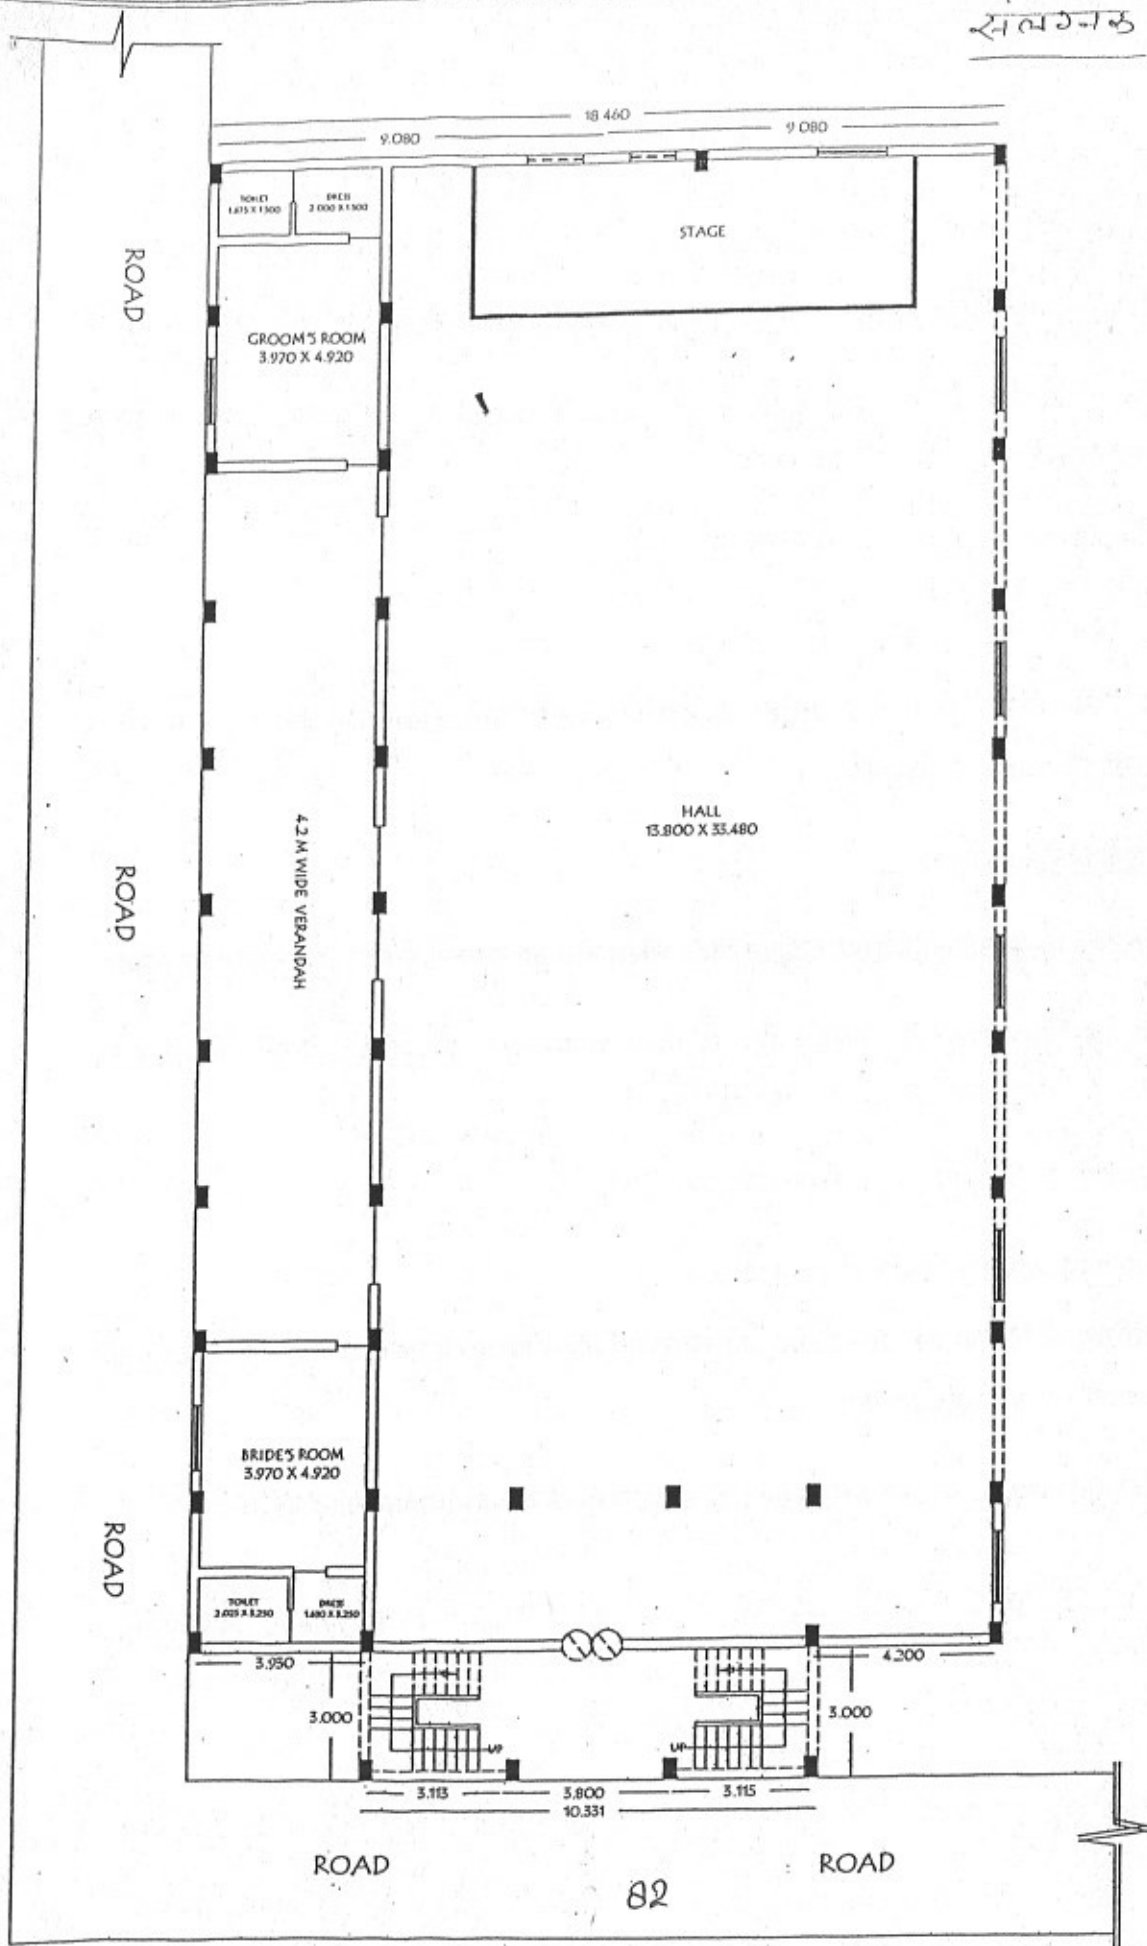 18.460
9.080
9.080
TOILET
1.675 X 1.500
DRESS
2.000 X 1.500
STAGE
ROAD
GROOM'S ROOM
3.970 X 4.920
HALL
13.800 X 33.480
4.2 M WIDE VERANDAH
ROAD
BRIDE'S ROOM
3.970 X 4.920
ROAD
TOILET
DRESS
3.950
4.200
3.000
3.000
UP
UP
3.113
3.800
3.115
10.331
ROAD
ROAD
82